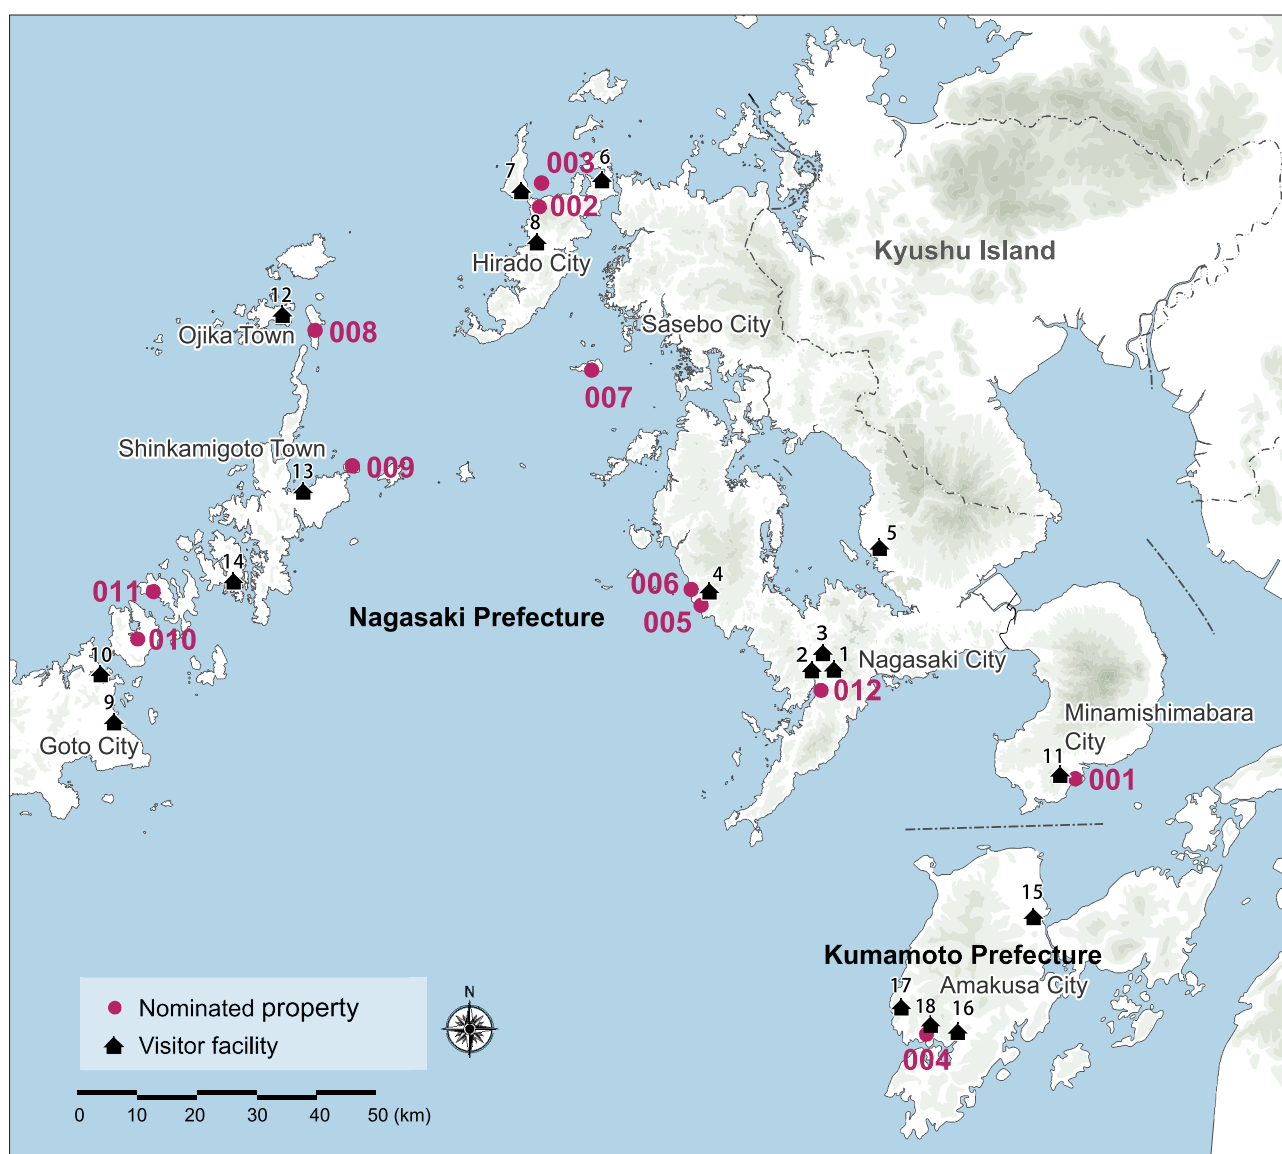 003
6
7
002
8
Hirado City
Kyushu Island
12
Ojika Town
008
Sasebo City
007
Shinkamigoto Town
009
13
5
14
011
006
4
005
Nagasaki Prefecture
010
3
2
1
Nagasaki City
10
012
9
Goto City
Minamishimabara
City
11
001
15
Kumamoto Prefecture
17
Amakusa City
18
16
004
N
Nominated property
Visitor facility
0 10 20 30 40 50 (km)